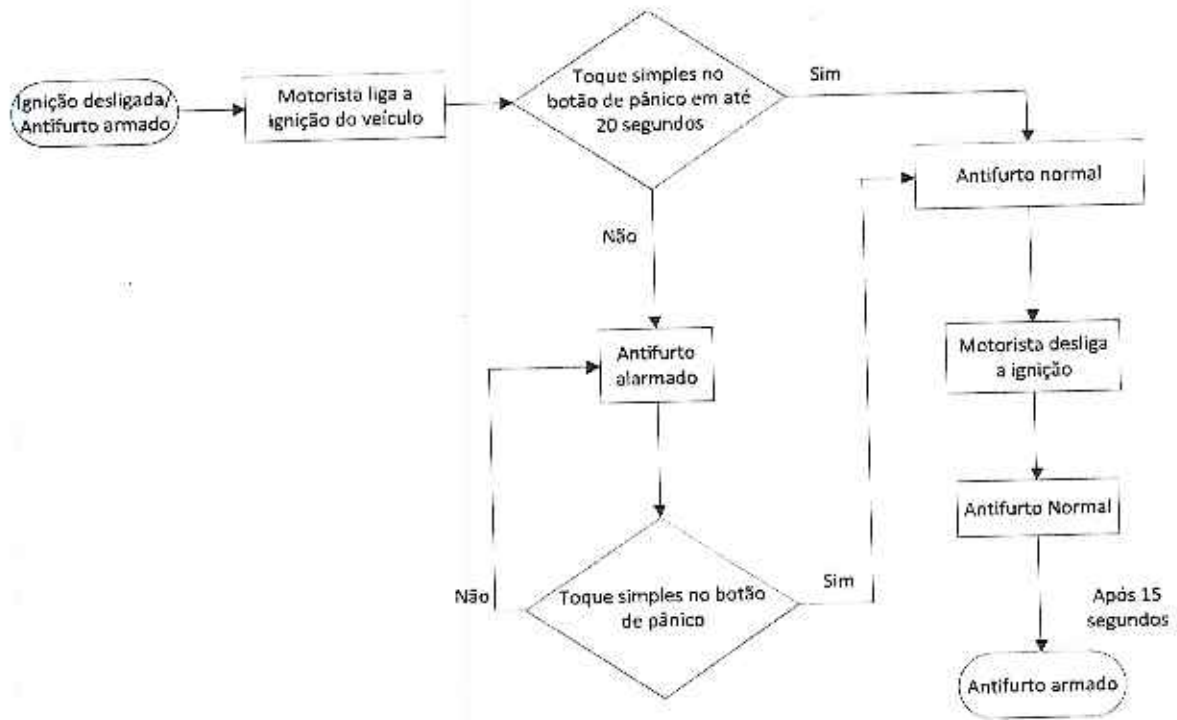 Ignição desligada/
Antifurto armado
Motorista liga a
ignição do veículo
Toque simples no
botão de pânico em até
20 segundos
Sim
Antifurto normal
Não
Antifurto
alarmado
Motorista desliga
a ignição
Antifurto Normal
Não
Toque simples no botão
de pânico
Sim
Após 15
segundos
Antifurto armado